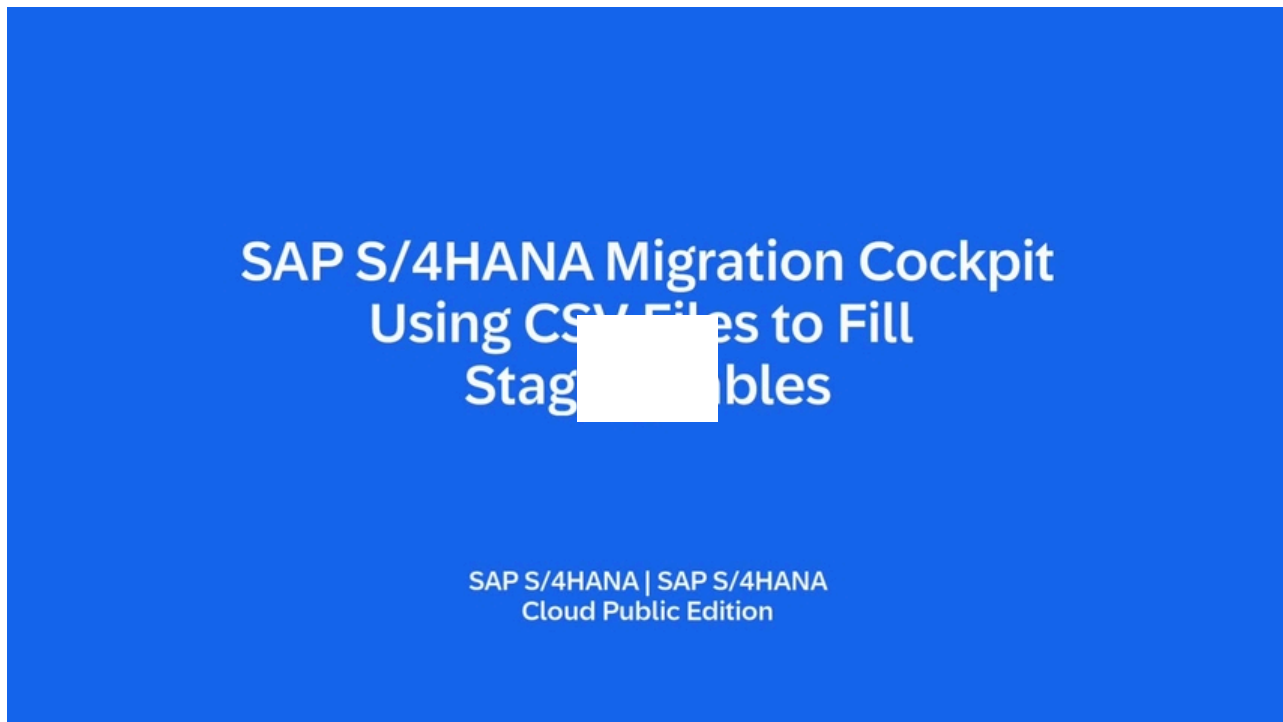 SAP S/4HANA Migration Cockpit
Using to Fill
SAP S/4HANA | SAP S/4HANA
Cloud Public Edition